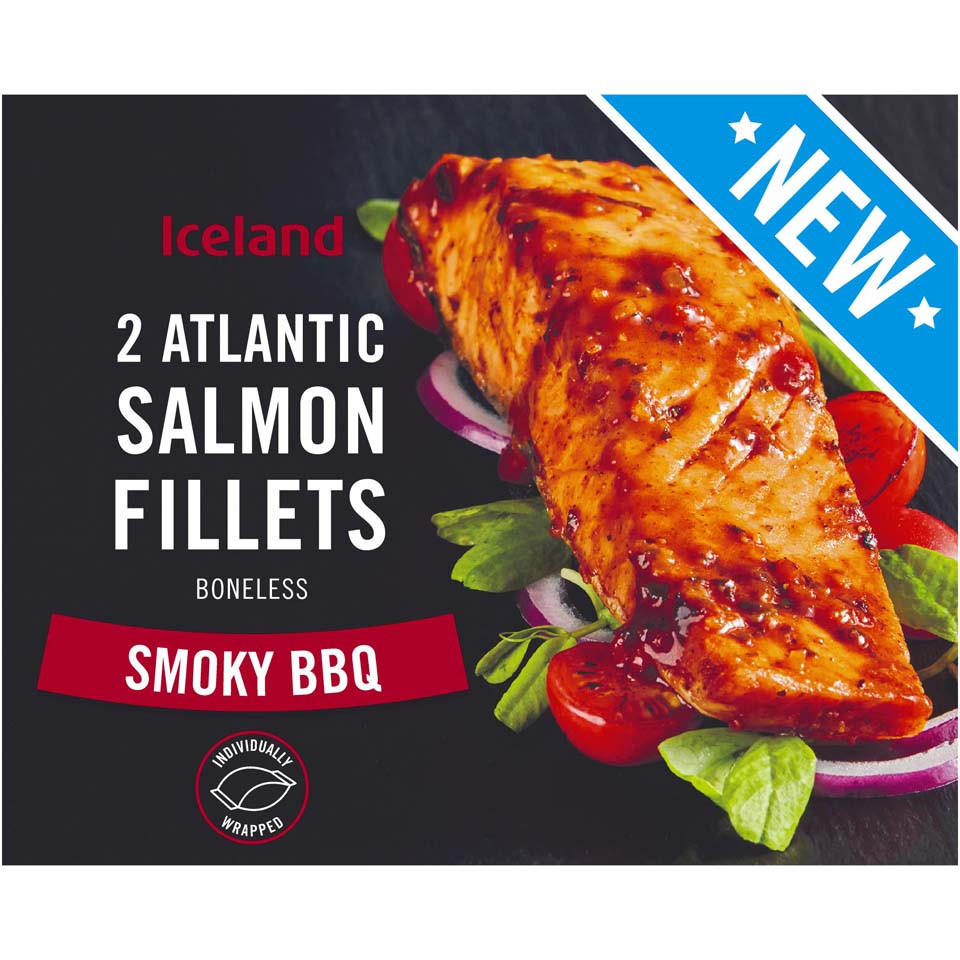 Iceland
2 ATLANTIC
SALMON
FILLETS
BONELESS
SMOKY BBQ
INDIVIDUALLY
WRAPPED
NEW